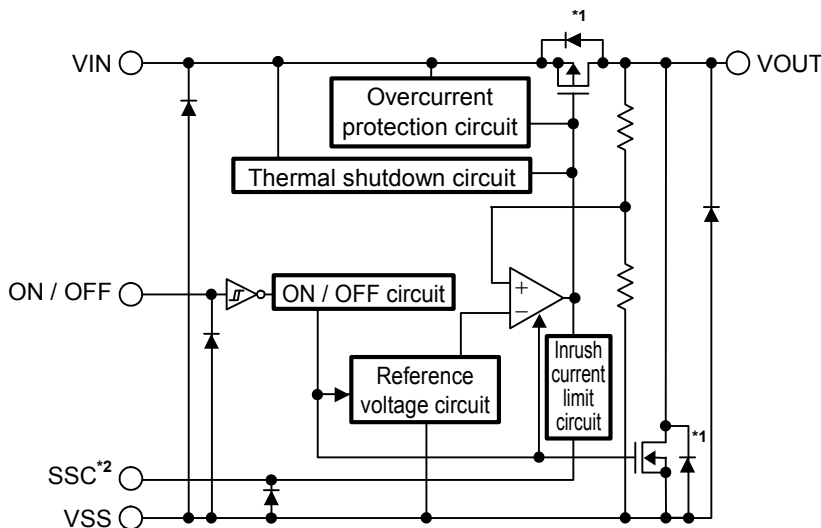 *1
VIN
VOUT
Overcurrent
protection circuit
Thermal shutdown circuit
ON / OFF
ON / OFF circuit
+
−
Inrush
current
limit
circuit
Reference
voltage circuit
*1
SSC*2
VSS